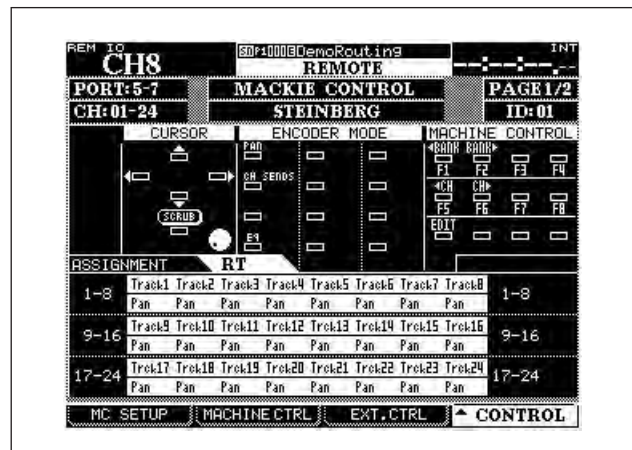 REM IO SDP1000BDemoRouting INT
CH8 REMOTE --:--:--.--
PORT:5-7 MACKIE CONTROL PAGE1/2
CH:01-24 STEINBERG ID:01
CURSOR ENCODER MODE MACHINE CONTROL
PAN ◂BANK BANK▸
F1 F2 F3 F4
CH SENDS ◂CH CH▸
SCRUB F5 F6 F7 F8
EQ EDIT
ASSIGNMENT RT
1-8 Track1 Track2 Track3 Track4 Track5 Track6 Track7 Track8 1-8
Pan Pan Pan Pan Pan Pan Pan Pan
9-16 Track9 Trck10 Trck11 Trck12 Trck13 Trck14 Trck15 Trck16 9-16
Pan Pan Pan Pan Pan Pan Pan Pan
17-24 Trck17 Trck18 Trck19 Trck20 Trck21 Trck22 Trck23 Trck24 17-24
Pan Pan Pan Pan Pan Pan Pan Pan
MC SETUP MACHINE CTRL EXT.CTRL ▲ CONTROL